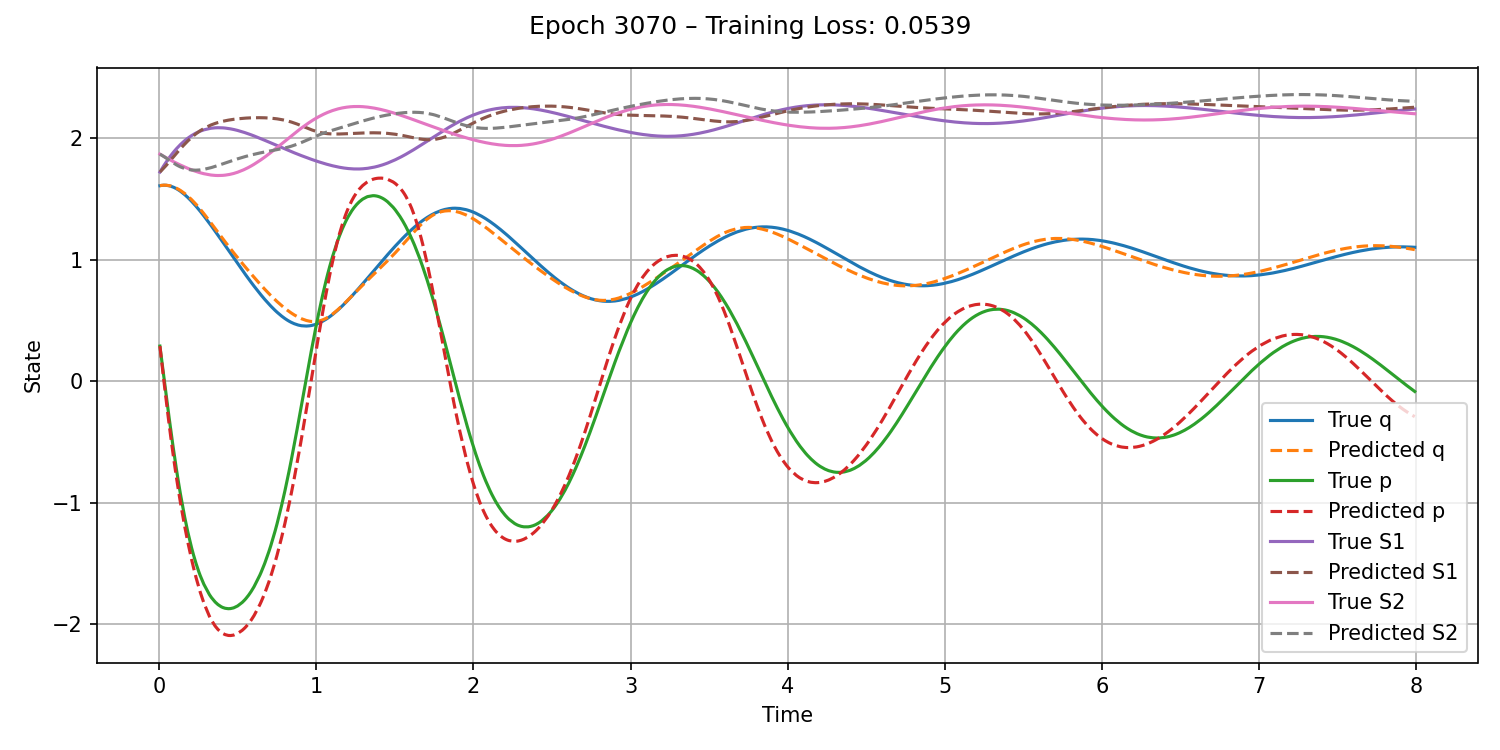 Epoch 3070 – Training Loss: 0.0539
State
2
1
0
−1
−2
0 1 2 3 4 5 6 7 8
Time
True q
Predicted q
True p
Predicted p
True S1
Predicted S1
True S2
Predicted S2